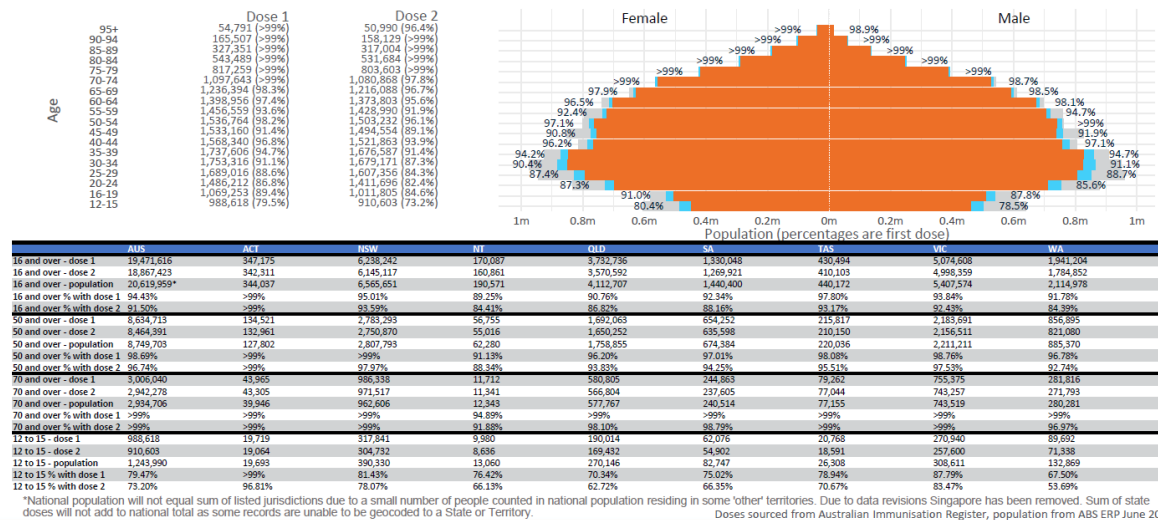 Dose 1 Dose 2
Age
95+ 54,791 (>99%) 50,990 (96.4%)
90-94 165,507 (>99%) 158,129 (>99%)
85-89 327,351 (>99%) 317,004 (>99%)
80-84 543,489 (>99%) 531,684 (>99%)
75-79 817,259 (>99%) 803,603 (>99%)
70-74 1,097,643 (>99%) 1,080,868 (97.8%)
65-69 1,236,394 (98.3%) 1,216,088 (96.7%)
60-64 1,398,956 (97.4%) 1,373,803 (95.6%)
55-59 1,456,559 (93.6%) 1,428,990 (91.9%)
50-54 1,536,764 (98.2%) 1,503,232 (96.1%)
45-49 1,533,160 (91.4%) 1,494,554 (89.1%)
40-44 1,568,340 (96.8%) 1,521,863 (93.9%)
35-39 1,737,606 (94.7%) 1,676,587 (91.4%)
30-34 1,753,316 (91.1%) 1,679,171 (87.3%)
25-29 1,689,016 (88.6%) 1,607,356 (84.3%)
20-24 1,486,212 (86.8%) 1,411,696 (82.4%)
16-19 1,069,253 (89.4%) 1,011,805 (84.6%)
12-15 988,618 (79.5%) 910,603 (73.2%)
Female Male
>99% 98.9%
>99% >99%
>99% >99%
>99% >99%
>99% >99%
>99% 98.7%
97.9% 98.5%
96.5% 98.1%
92.4% 94.7%
97.1% >99%
90.8% 91.9%
96.2% 97.1%
94.2% 94.7%
90.4% 91.1%
87.4% 88.7%
87.3% 85.6%
91.0% 87.8%
80.4% 78.5%
1m 0.8m 0.6m 0.4m 0.2m 0m 0.2m 0.4m 0.6m 0.8m 1m
Population (percentages are first dose)
AUS ACT NSW NT QLD SA TAS VIC WA
16 and over - dose 1 19,471,616 347,175 6,238,242 170,087 3,732,736 1,330,048 430,494 5,074,608 1,941,204
16 and over - dose 2 18,867,423 342,311 6,145,117 160,861 3,570,592 1,269,921 410,103 4,998,359 1,784,852
16 and over - population 20,619,959* 344,037 6,565,651 190,571 4,112,707 1,440,400 440,172 5,407,574 2,114,978
16 and over % with dose 1 94.43% >99% 95.01% 89.25% 90.76% 92.34% 97.80% 93.84% 91.78%
16 and over % with dose 2 91.50% >99% 93.59% 84.41% 86.82% 88.16% 93.17% 92.43% 84.39%
50 and over - dose 1 8,634,713 134,521 2,783,293 56,755 1,692,063 654,252 215,817 2,183,691 856,895
50 and over - dose 2 8,464,391 132,961 2,750,870 55,016 1,650,252 635,598 210,150 2,156,511 821,080
50 and over - population 8,749,703 127,802 2,807,793 62,280 1,758,855 674,384 220,036 2,211,211 885,370
50 and over % with dose 1 98.69% >99% >99% 91.13% 96.20% 97.01% 98.08% 98.76% 96.78%
50 and over % with dose 2 96.74% >99% 97.97% 88.34% 93.83% 94.25% 95.51% 97.53% 92.74%
70 and over - dose 1 3,006,040 43,965 986,338 11,712 580,805 244,863 79,262 755,375 281,816
70 and over - dose 2 2,942,278 43,305 971,517 11,341 566,804 237,605 77,044 743,257 271,793
70 and over - population 2,934,706 39,946 962,606 12,343 577,767 240,514 77,155 743,519 280,281
70 and over % with dose 1 >99% >99% >99% 94.89% >99% >99% >99% >99% >99%
70 and over % with dose 2 >99% >99% >99% 91.88% 98.10% 98.79% >99% >99% 96.97%
12 to 15 - dose 1 988,618 19,719 317,841 9,980 190,014 62,076 20,768 270,940 89,692
12 to 15 - dose 2 910,603 19,064 304,732 8,636 169,432 54,902 18,591 257,600 71,338
12 to 15 - population 1,243,990 19,693 390,330 13,060 270,146 82,747 26,308 308,611 132,869
12 to 15 % with dose 1 79.47% >99% 81.43% 76.42% 70.34% 75.02% 78.94% 87.79% 67.50%
12 to 15 % with dose 2 73.20% 96.81% 78.07% 66.13% 62.72% 66.35% 70.67% 83.47% 53.69%
*National population will not equal sum of listed jurisdictions due to a small number of people counted in national population residing in some 'other' territories. Due to data revisions Singapore has been removed. Sum of state
doses will not add to national total as some records are unable to be geocoded to a State or Territory. Doses sourced from Australian Immunisation Register, population from ABS ERP June 20